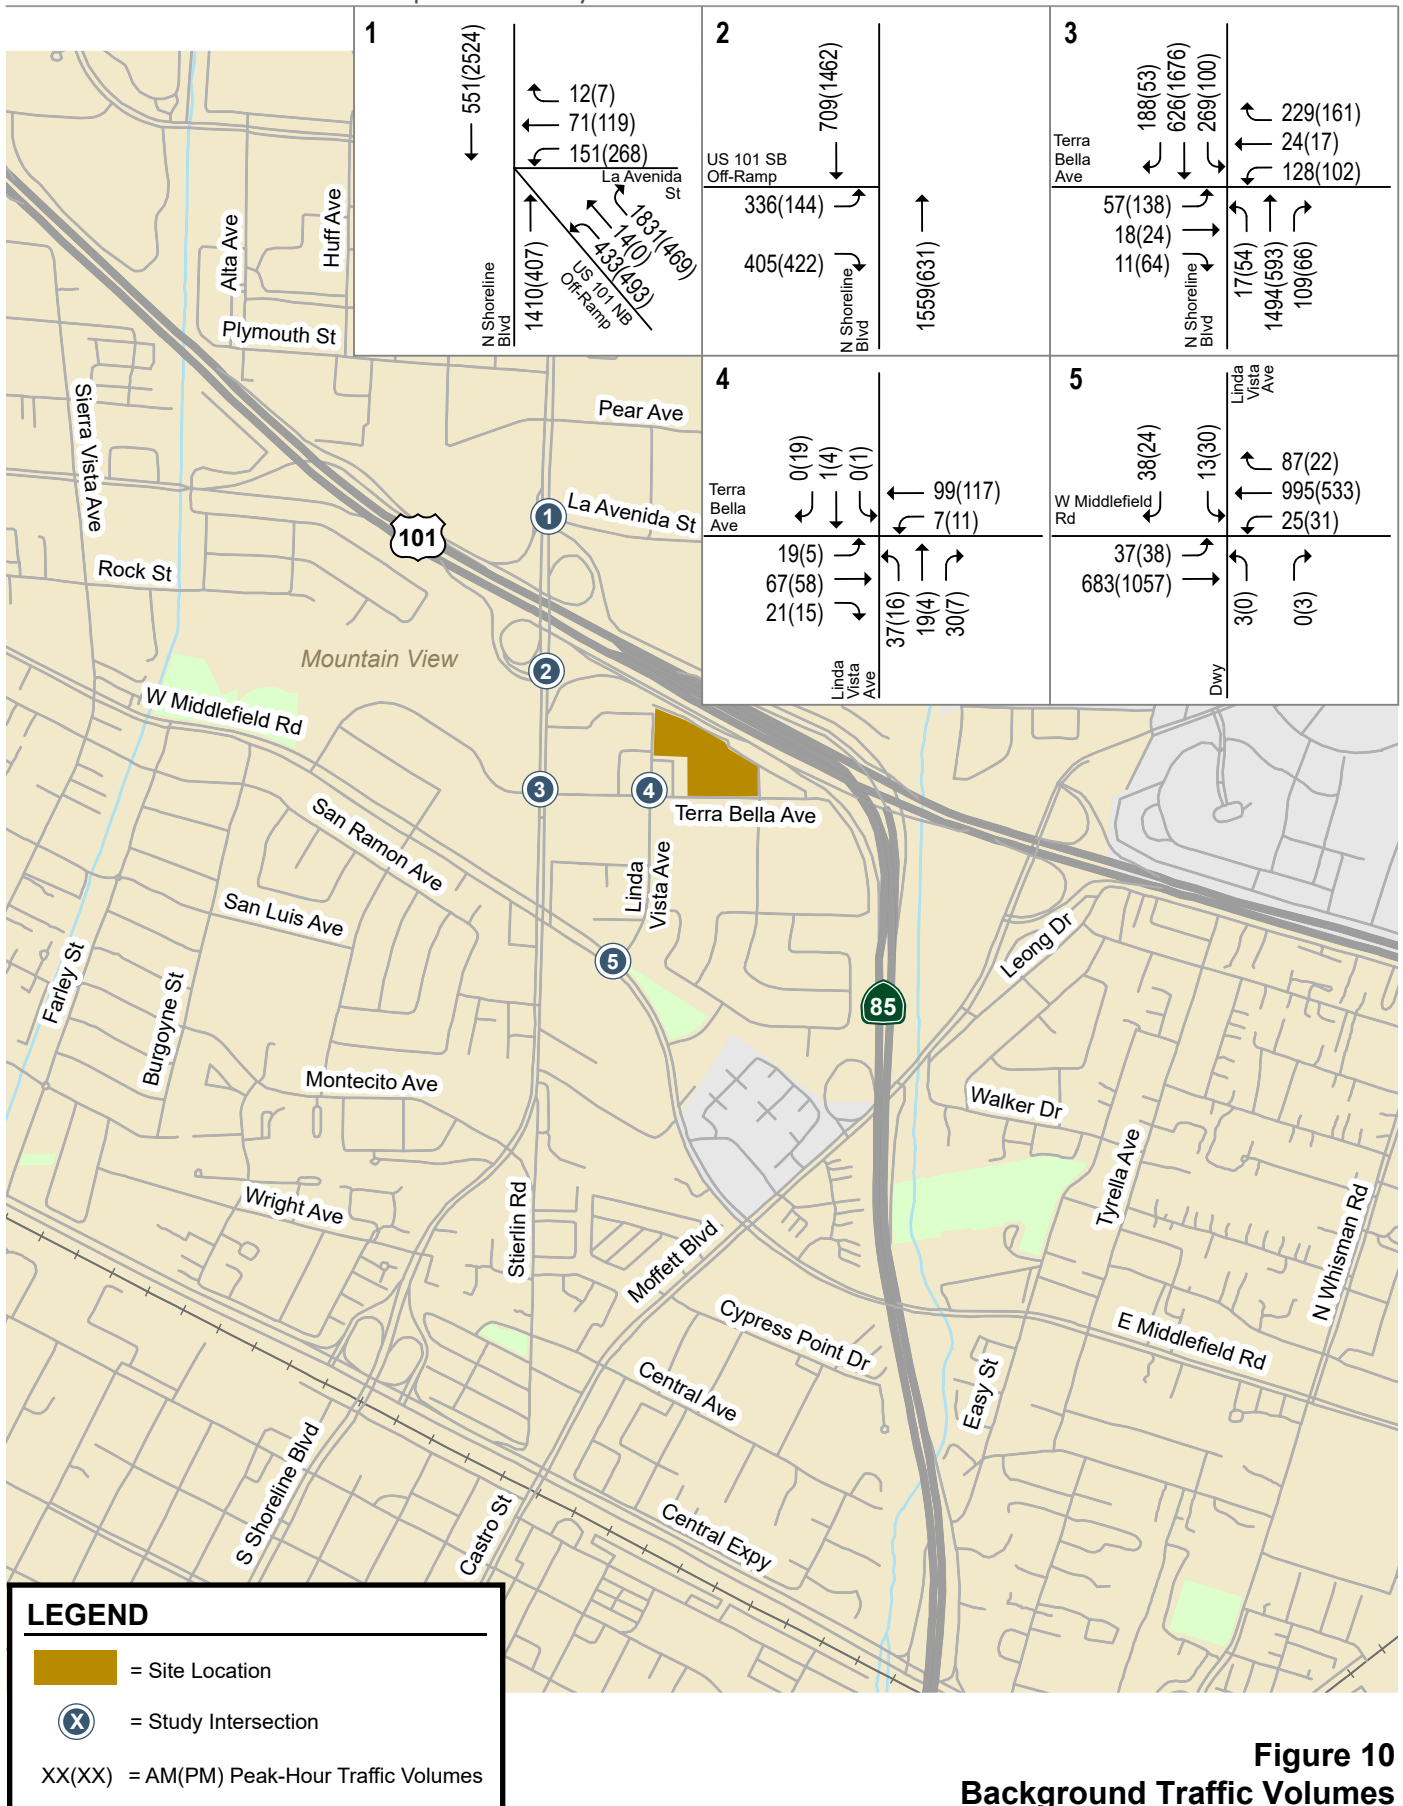 1
551(2524)
12(7)
71(119)
151(268)
La Avenida
St
1831(469)
14(0)
433(493)
US 101 NB
Off-Ramp
1410(407)
N Shoreline
Blvd
2
709(1462)
US 101 SB
Off-Ramp
336(144)
405(422)
N Shoreline
Blvd
1559(631)
3
188(53)
626(1676)
269(100)
Terra
Bella
Ave
229(161)
24(17)
128(102)
57(138)
18(24)
11(64)
N Shoreline
Blvd
17(54)
1494(593)
109(66)
4
0(19)
1(4)
0(1)
Terra
Bella
Ave
99(117)
7(11)
19(5)
67(58)
21(15)
Linda
Vista
Ave
37(16)
19(4)
30(7)
5
Linda
Vista
Ave
38(24)
13(30)
W Middlefield
Rd
87(22)
995(533)
25(31)
37(38)
683(1057)
Dwy
3(0)
0(3)
Alta Ave
Huff Ave
Plymouth St
Sierra Vista Ave
Pear Ave
La Avenida St
1
101
Rock St
Mountain View
2
W Middlefield Rd
3
4
Terra Bella Ave
San Ramon Ave
Linda
Vista Ave
San Luis Ave
5
Leong Dr
Farley St
Burgoyne St
85
Montecito Ave
Walker Dr
Tyrella Ave
Wright Ave
Stierlin Rd
Moffett Blvd
N Whisman Rd
Cypress Point Dr
E Middlefield Rd
Easy St
Central Ave
S Shoreline Blvd
Castro St
Central Expy
LEGEND
= Site Location
X
= Study Intersection
XX(XX) = AM(PM) Peak-Hour Traffic Volumes
Figure 10
Background Traffic Volumes